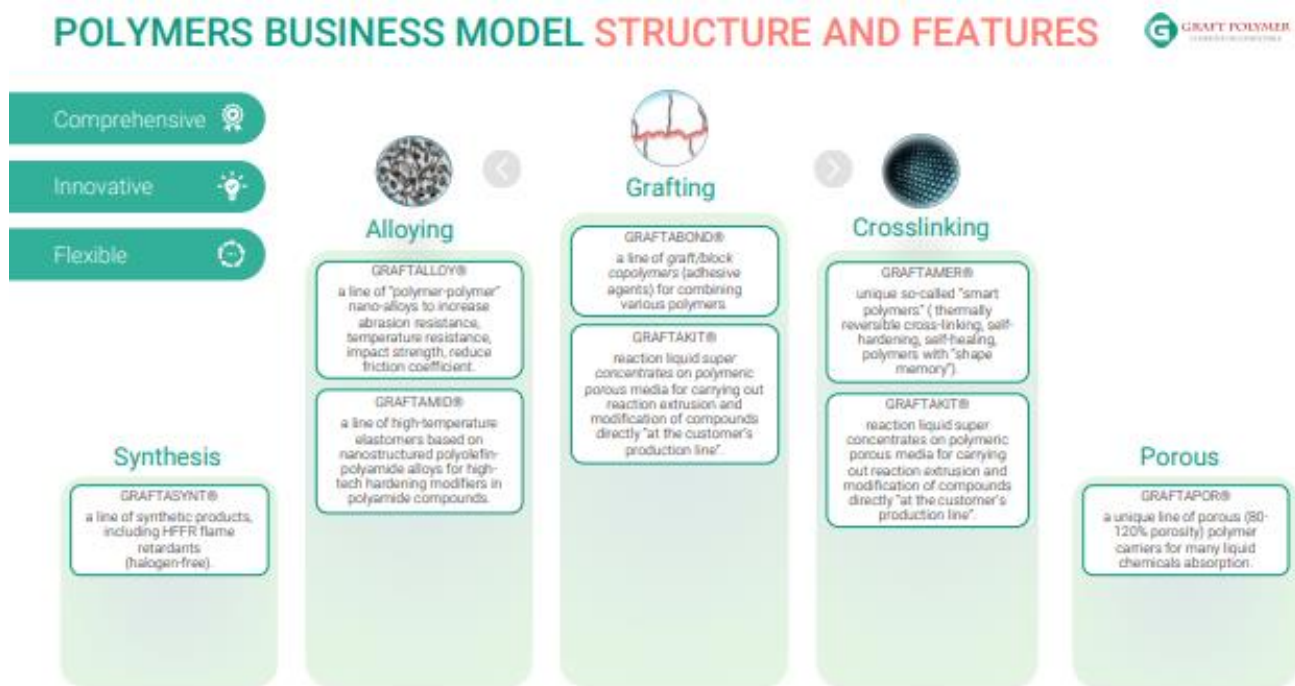 POLYMERS BUSINESS MODEL STRUCTURE AND FEATURES
GRAFT POLYMER
Comprehensive
Innovative
Flexible
Synthesis
GRAFTASYNT®
a line of synthetic products,
including HFFR flame
retardants
(halogen-free).
Alloying
GRAFTALLOY®
a line of "polymer-polymer"
nano-alloys to increase
abrasion resistance,
temperature resistance,
impact strength, reduce
friction coefficient.
GRAFTAMID®
a line of high-temperature
elastomers based on
nanostructured polyolefin-
polyamide alloys for high-
tech hardening modifiers in
polyamide compounds.
Grafting
GRAFTABOND®
a line of graft/block
copolymers (adhesive
agents) for combining
various polymers
GRAFTAKIT®
reaction liquid super
concentrates on polymeric
porous media for carrying out
reaction extrusion and
modification of compounds
directly "at the customer's
production line".
Crosslinking
GRAFTAMER®
unique so-called "smart
polymers" ( thermally
reversible cross-linking, self-
hardening, self-healing,
polymers with "shape
memory").
GRAFTAKIT®
reaction liquid super
concentrates on polymeric
porous media for carrying
out reaction extrusion and
modification of compounds
directly "at the customer's
production line".
Porous
GRAFTAPOR®
a unique line of porous (80-
120% porosity) polymer
carriers for many liquid
chemicals absorption.